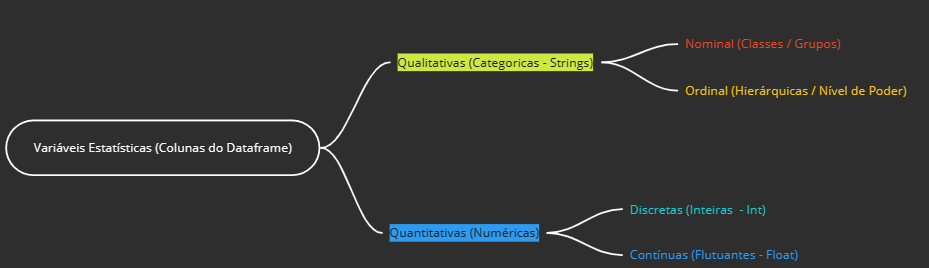 Nominal (Classes / Grupos)
Qualitativas (Categoricas - Strings)
Ordinal (Hierárquicas / Nível de Poder)
Variáveis Estatísticas (Colunas do Dataframe)
Discretas (Inteiras - Int)
Quantitativas (Numéricas)
Contínuas (Flutuantes - Float)